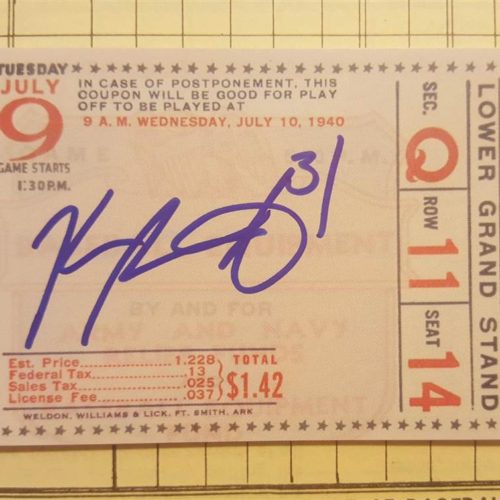 TUESDAY
JULY
9
GAME STARTS
1:30 P.M.
IN CASE OF POSTPONEMENT, THIS
COUPON WILL BE GOOD FOR PLAY
OFF TO BE PLAYED AT
9 A. M. WEDNESDAY, JULY 10, 1940
31
BY AND FOR
ARMY AND NAVY
Est. Price 1.228
Federal Tax .13
Sales Tax .025
License Fee .037
TOTAL
$1.42
WELDON, WILLIAMS & LICK, FT. SMITH, ARK
SEC.
Q
ROW
11
SEAT
14
LOWER GRAND STAND